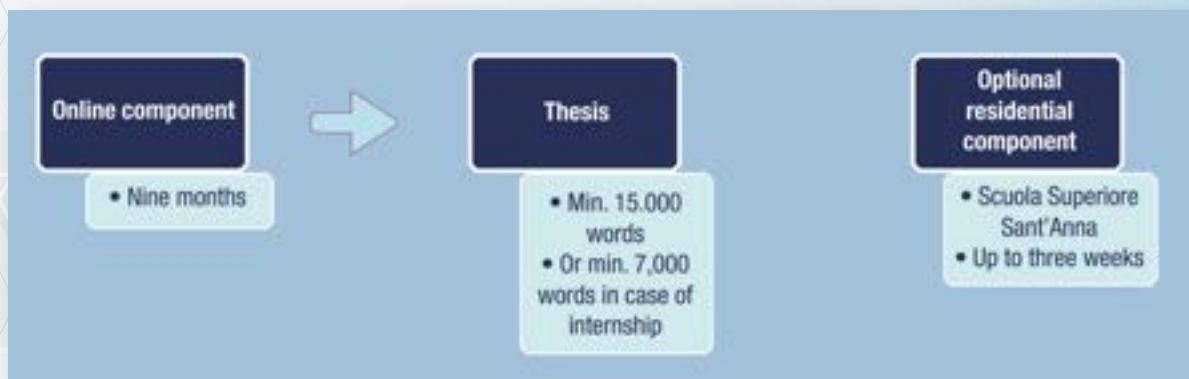 Online component
• Nine months
Thesis
• Min. 15.000
words
• Or min. 7,000
words in case of
internship
Optional
residential
component
• Scuola Superiore
Sant'Anna
• Up to three weeks